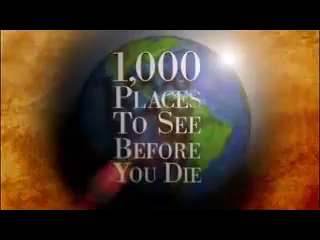 1,000
PLACES
TO SEE
BEFORE
YOU DIE